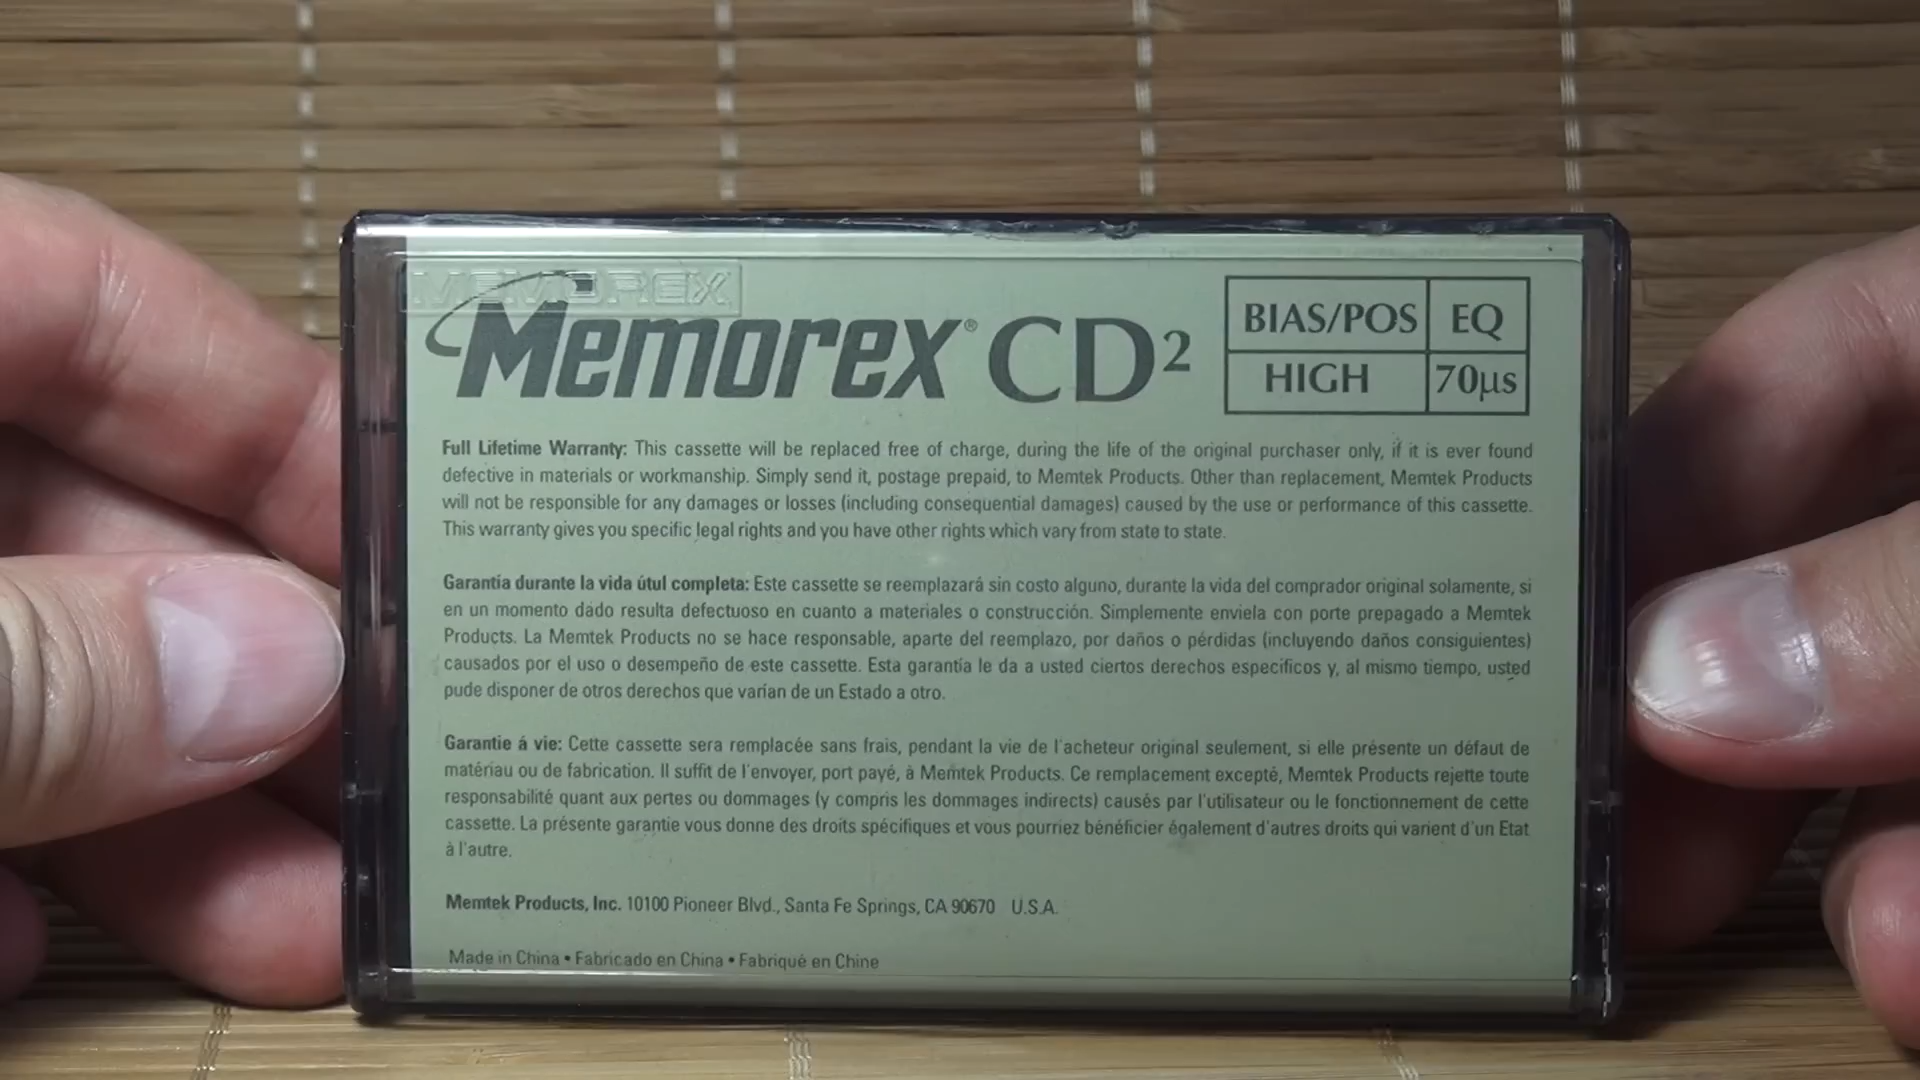 MEMOREX
Memorex® CD²
BIAS/POS EQ
HIGH 70µs
Full Lifetime Warranty: This cassette will be replaced free of charge, during the life of the original purchaser only, if it is ever found
defective in materials or workmanship. Simply send it, postage prepaid, to Memtek Products. Other than replacement, Memtek Products
will not be responsible for any damages or losses (including consequential damages) caused by the use or performance of this cassette.
This warranty gives you specific legal rights and you have other rights which vary from state to state.
Garantía durante la vida útul completa: Este cassette se reemplazará sin costo alguno, durante la vida del comprador original solamente, si
en un momento dado resulta defectuoso en cuanto a materiales o construcción. Simplemente enviela con porte prepagado a Memtek
Products. La Memtek Products no se hace responsable, aparte del reemplazo, por daños o pérdidas (incluyendo daños consiguientes)
causados por el uso o desempeño de este cassette. Esta garantía le da a usted ciertos derechos especificos y, al mismo tiempo, usted
pude disponer de otros derechos que varían de un Estado a otro.
Garantie á vie: Cette cassette sera remplacée sans frais, pendant la vie de l'acheteur original seulement, si elle présente un défaut de
matériau ou de fabrication. Il suffit de l'envoyer, port payé, à Memtek Products. Ce remplacement excepté, Memtek Products rejette toute
responsabilité quant aux pertes ou dommages (y compris les dommages indirects) causés par l'utilisateur ou le fonctionnement de cette
cassette. La présente garantie vous donne des droits spécifiques et vous pourriez bénéficier également d'autres droits qui varient d'un Etat
à l'autre.
Memtek Products, Inc. 10100 Pioneer Blvd., Santa Fe Springs, CA 90670 U.S.A.
Made in China • Fabricado en China • Fabriqué en Chine